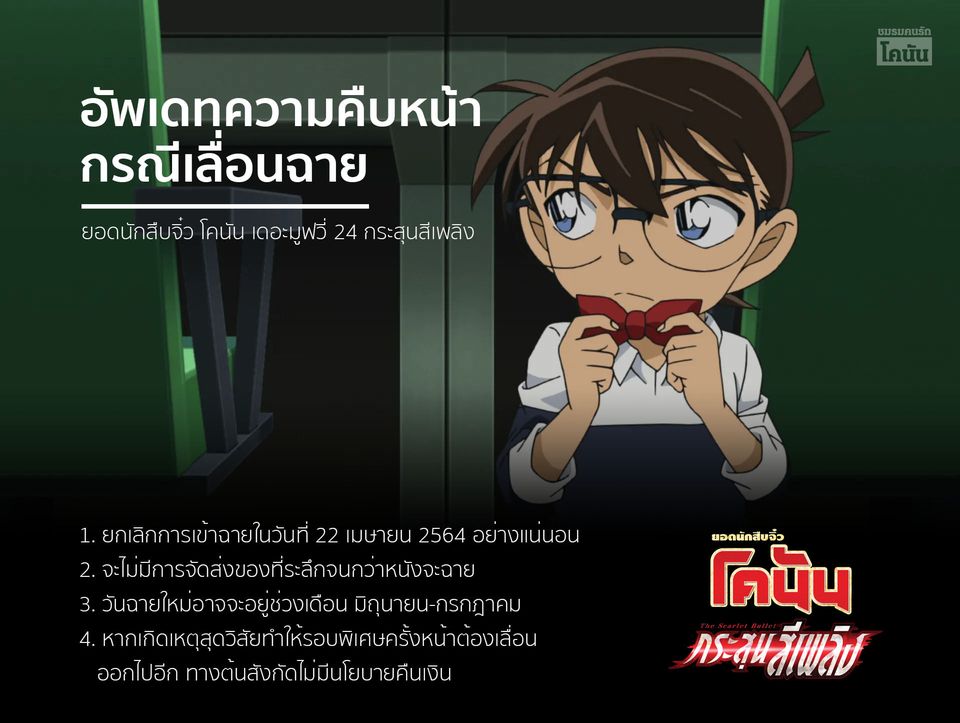 ชมรมคนรัก
โคนัน
อัพเดทความคืบหน้า
กรณีเลื่อนฉาย
ยอดนักสืบจิ๋ว โคนัน เดอะมูฟวี่ 24 กระสุนสีเพลิง
1. ยกเลิกการเข้าฉายในวันที่ 22 เมษายน 2564 อย่างแน่นอน
2. จะไม่มีการจัดส่งของที่ระลึกจนกว่าหนังจะฉาย
3. วันฉายใหม่อาจจะอยู่ช่วงเดือน มิถุนายน-กรกฎาคม
4. หากเกิดเหตุสุดวิสัยทำให้รอบพิเศษครั้งหน้าต้องเลื่อน
ออกไปอีก ทางต้นสังกัดไม่มีนโยบายคืนเงิน
ยอดนักสืบจิ๋ว
โคนัน
The Scarlet Bullet
กระสุนสีเพลิง